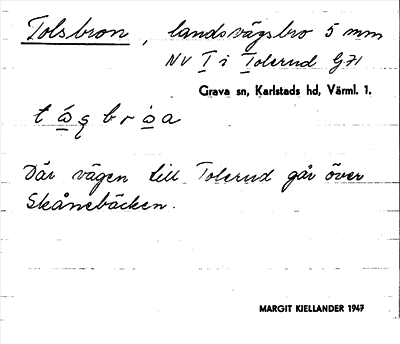 Tolsbron, landsvägsbro 5 mm
NV T i Tolerud G71
Grava sn, Karlstads hd, Värml. 1.
Där vägen till Tolerud går över
Skånebäcken.
MARGIT KJELLANDER 1947